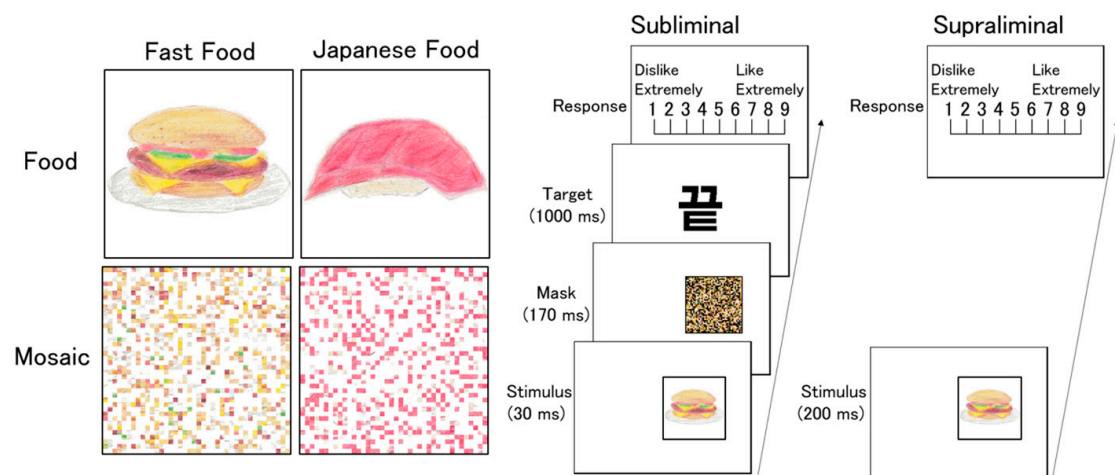 Fast Food
Japanese Food
Food
Mosaic
Subliminal
Response
Dislike
Extremely
Like
Extremely
1 2 3 4 5 6 7 8 9
Target
(1000 ms)
끝
Mask
(170 ms)
Stimulus
(30 ms)
Supraliminal
Response
Dislike
Extremely
Like
Extremely
1 2 3 4 5 6 7 8 9
Stimulus
(200 ms)